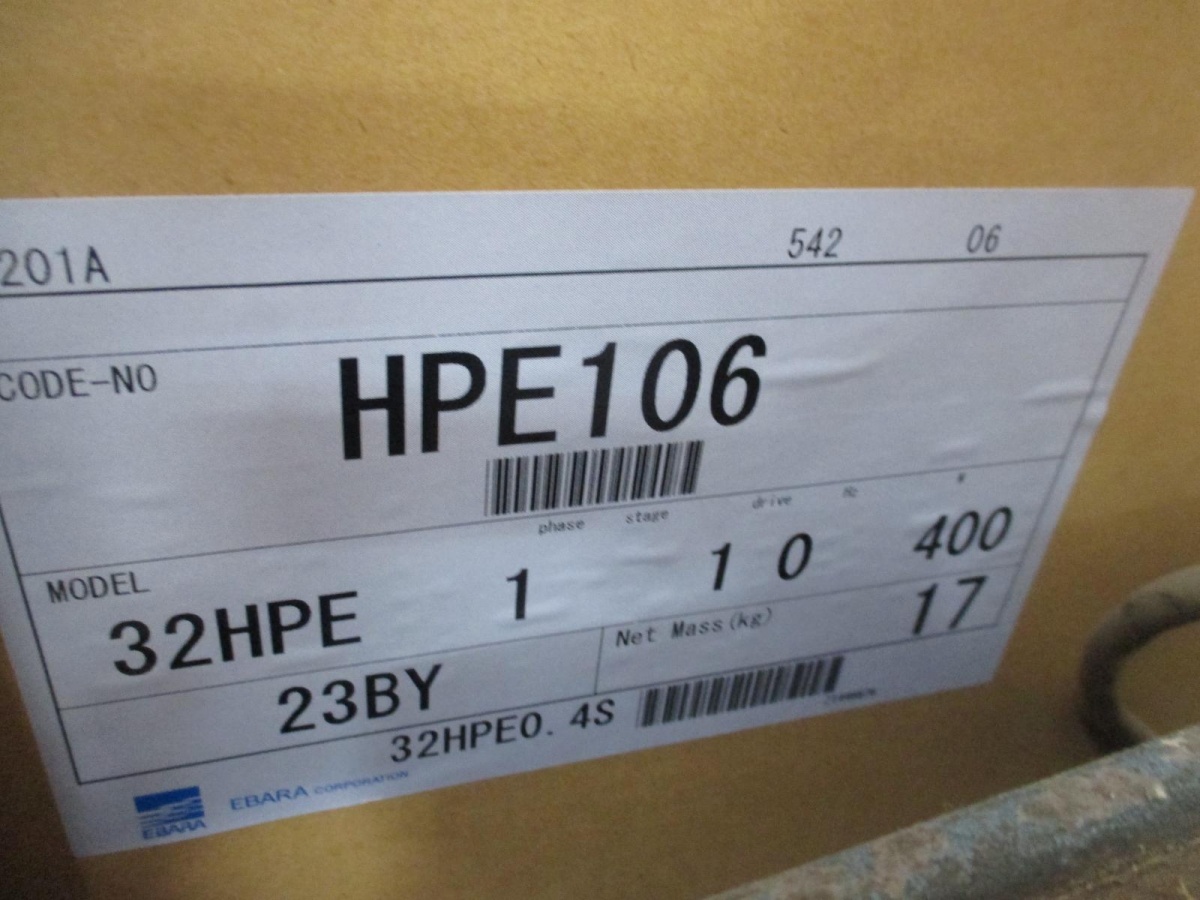 201A 542 06
CODE-NO HPE106
phase stage drive Hz W
MODEL 32HPE 1 1 0 400
23BY Net Mass(kg) 17
32HPE0.4S
EBARA EBARA CORPORATION